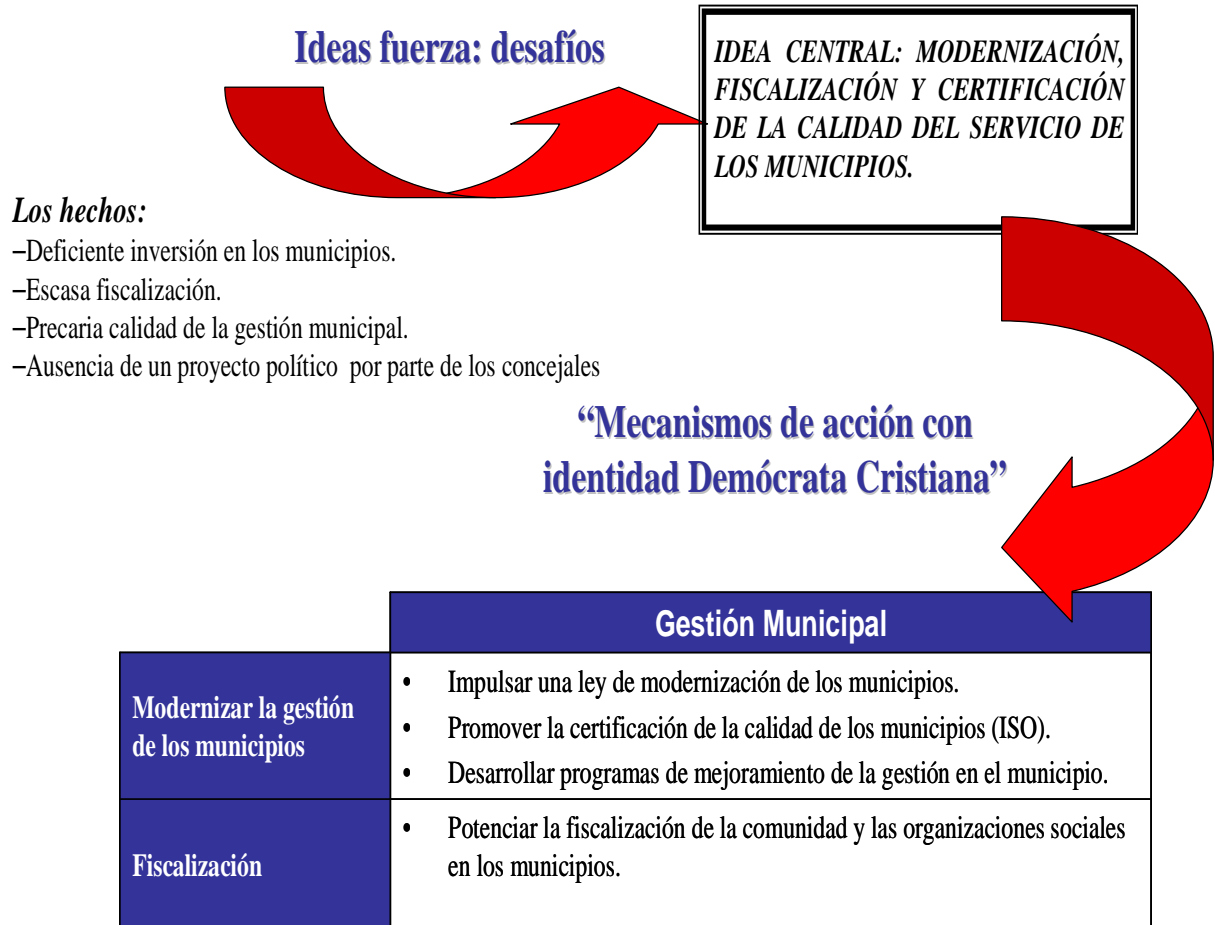 Ideas fuerza: desafíos
IDEA CENTRAL: MODERNIZACIÓN,
FISCALIZACIÓN Y CERTIFICACIÓN
DE LA CALIDAD DEL SERVICIO DE
LOS MUNICIPIOS.
Los hechos:
–Deficiente inversión en los municipios.
–Escasa fiscalización.
–Precaria calidad de la gestión municipal.
–Ausencia de un proyecto político por parte de los concejales
“Mecanismos de acción con
identidad Demócrata Cristiana”
Gestión Municipal
Modernizar la gestión
de los municipios
• Impulsar una ley de modernización de los municipios.
• Promover la certificación de la calidad de los municipios (ISO).
• Desarrollar programas de mejoramiento de la gestión en el municipio.
Fiscalización
• Potenciar la fiscalización de la comunidad y las organizaciones sociales
en los municipios.